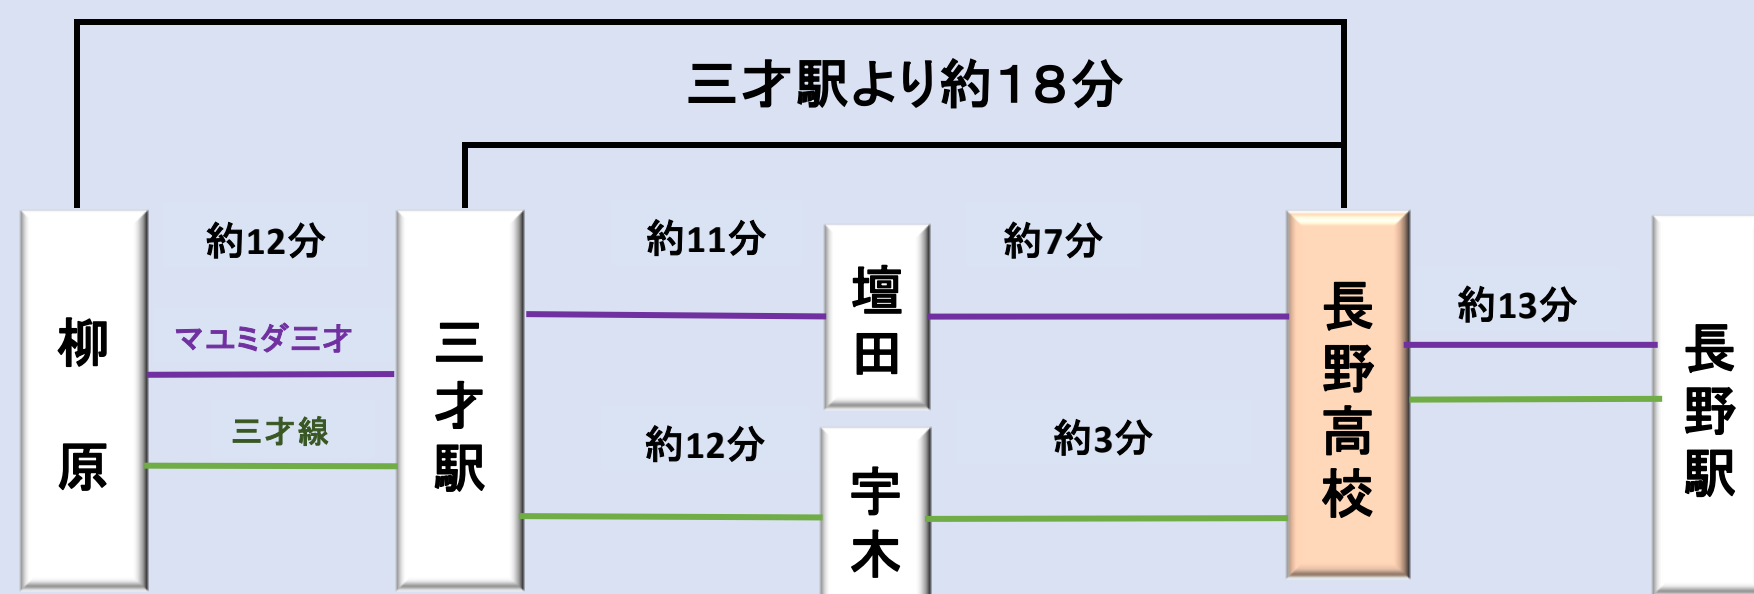 三才駅より約１８分
約12分
約11分
約7分
約13分
マユミダ三才
三才線
約12分
約3分
柳原
三才駅
壇田
宇木
長野高校
長野駅